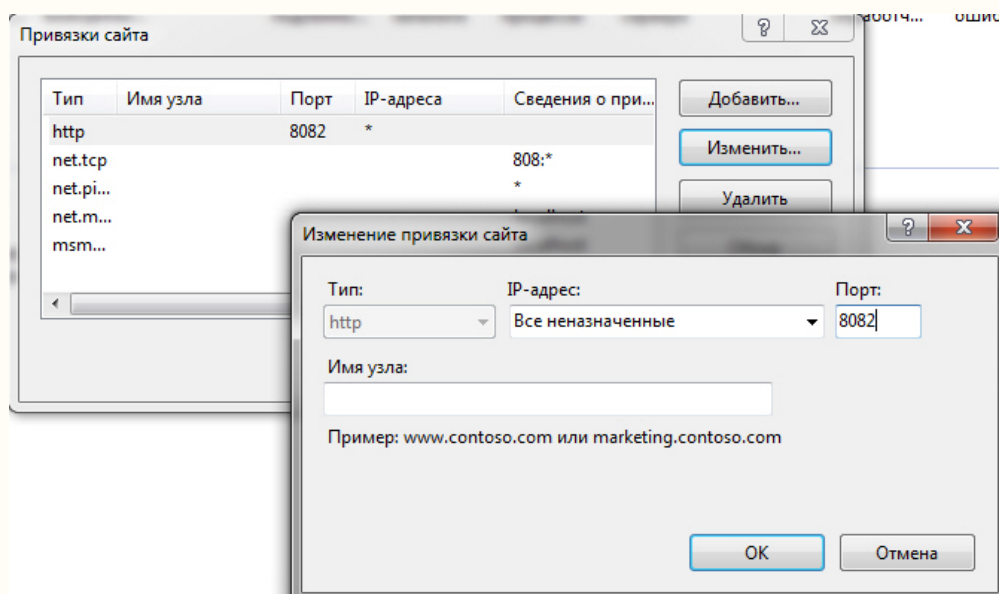 Привязки сайта
Тип Имя узла Порт IP-адреса Сведения о при...
http 8082 *
net.tcp 808:*
net.pi... *
net.m...
msm...
Добавить...
Изменить...
Удалить
Изменение привязки сайта
Тип: IP-адрес: Порт:
http Все неназначенные 8082
Имя узла:
Пример: www.contoso.com или marketing.contoso.com
OK Отмена